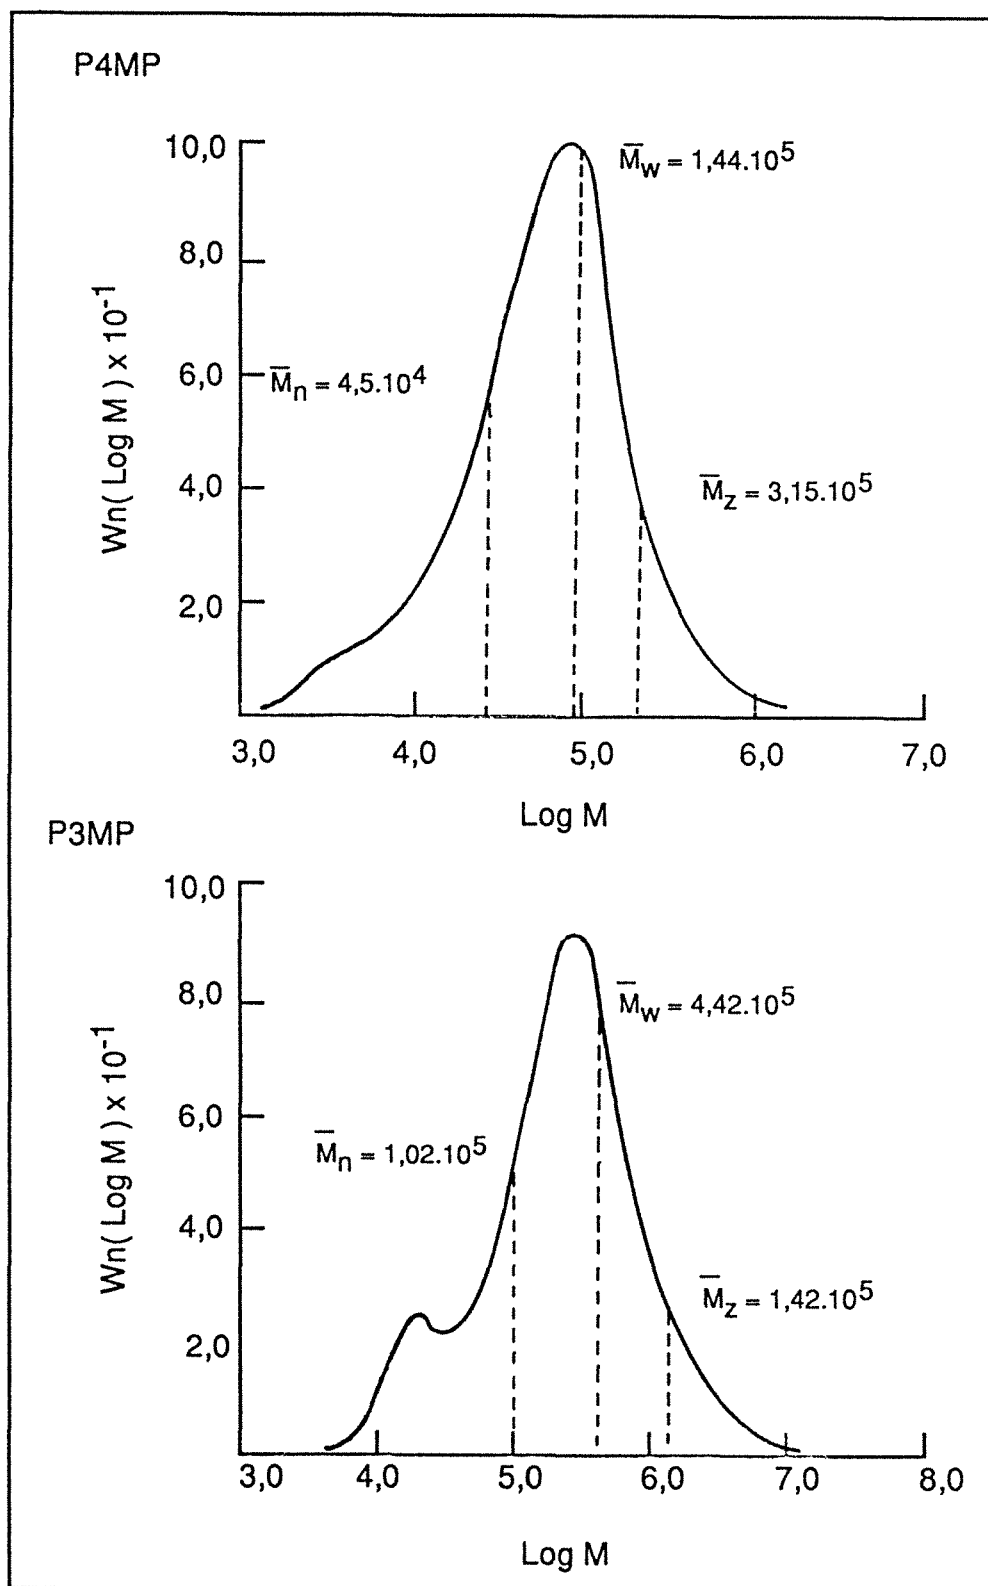 P4MP
10,0
M̅w = 1,44.10⁵
8,0
Wn( Log M ) x 10⁻¹
6,0
M̅n = 4,5.10⁴
4,0
M̅z = 3,15.10⁵
2,0
3,0 4,0 5,0 6,0 7,0
Log M
P3MP
10,0
8,0
M̅w = 4,42.10⁵
Wn( Log M ) x 10⁻¹
6,0
M̅n = 1,02.10⁵
4,0
M̅z = 1,42.10⁵
2,0
3,0 4,0 5,0 6,0 7,0 8,0
Log M